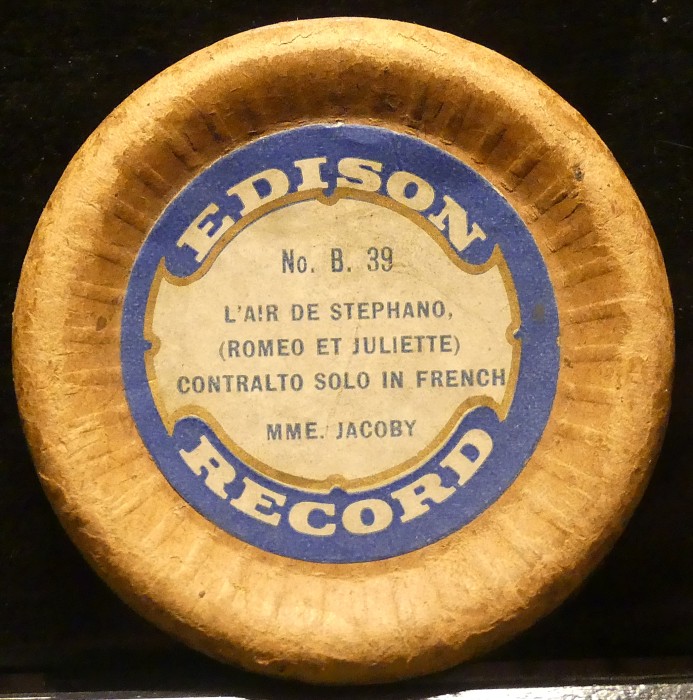 EDISON
No. B. 39
L'AIR DE STEPHANO,
(ROMEO ET JULIETTE)
CONTRALTO SOLO IN FRENCH
MME. JACOBY
RECORD